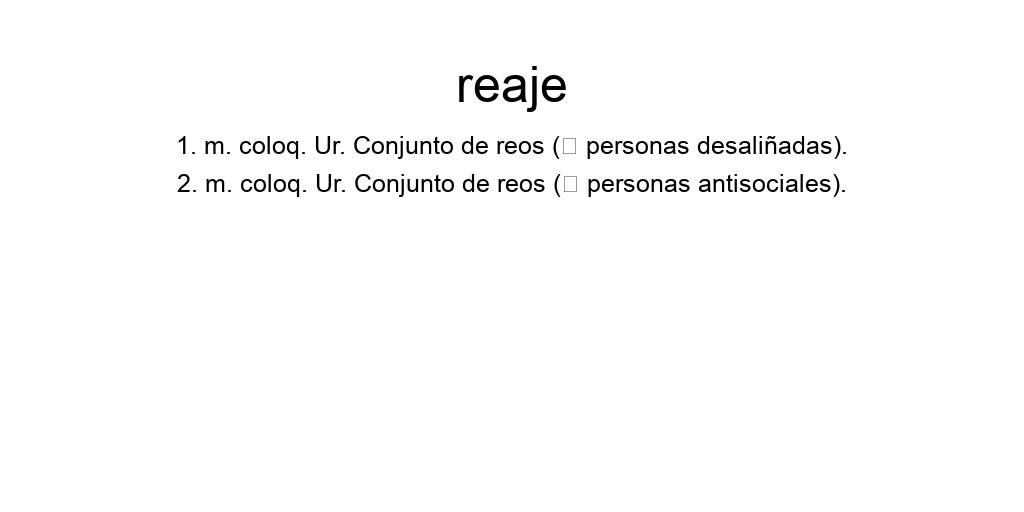 reaje
1. m. coloq. Ur. Conjunto de reos (□ personas desaliñadas).
2. m. coloq. Ur. Conjunto de reos (□ personas antisociales).